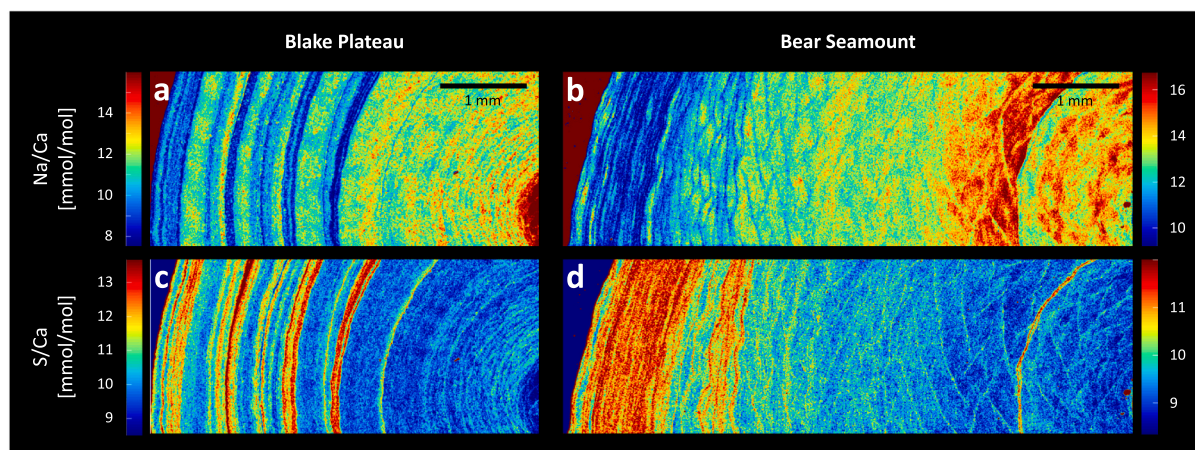 Blake Plateau
Bear Seamount
a
b
1 mm
1 mm
Na/Ca
[mmol/mol]
14
12
10
8
16
14
12
10
c
d
S/Ca
[mmol/mol]
13
12
11
10
9
11
10
9